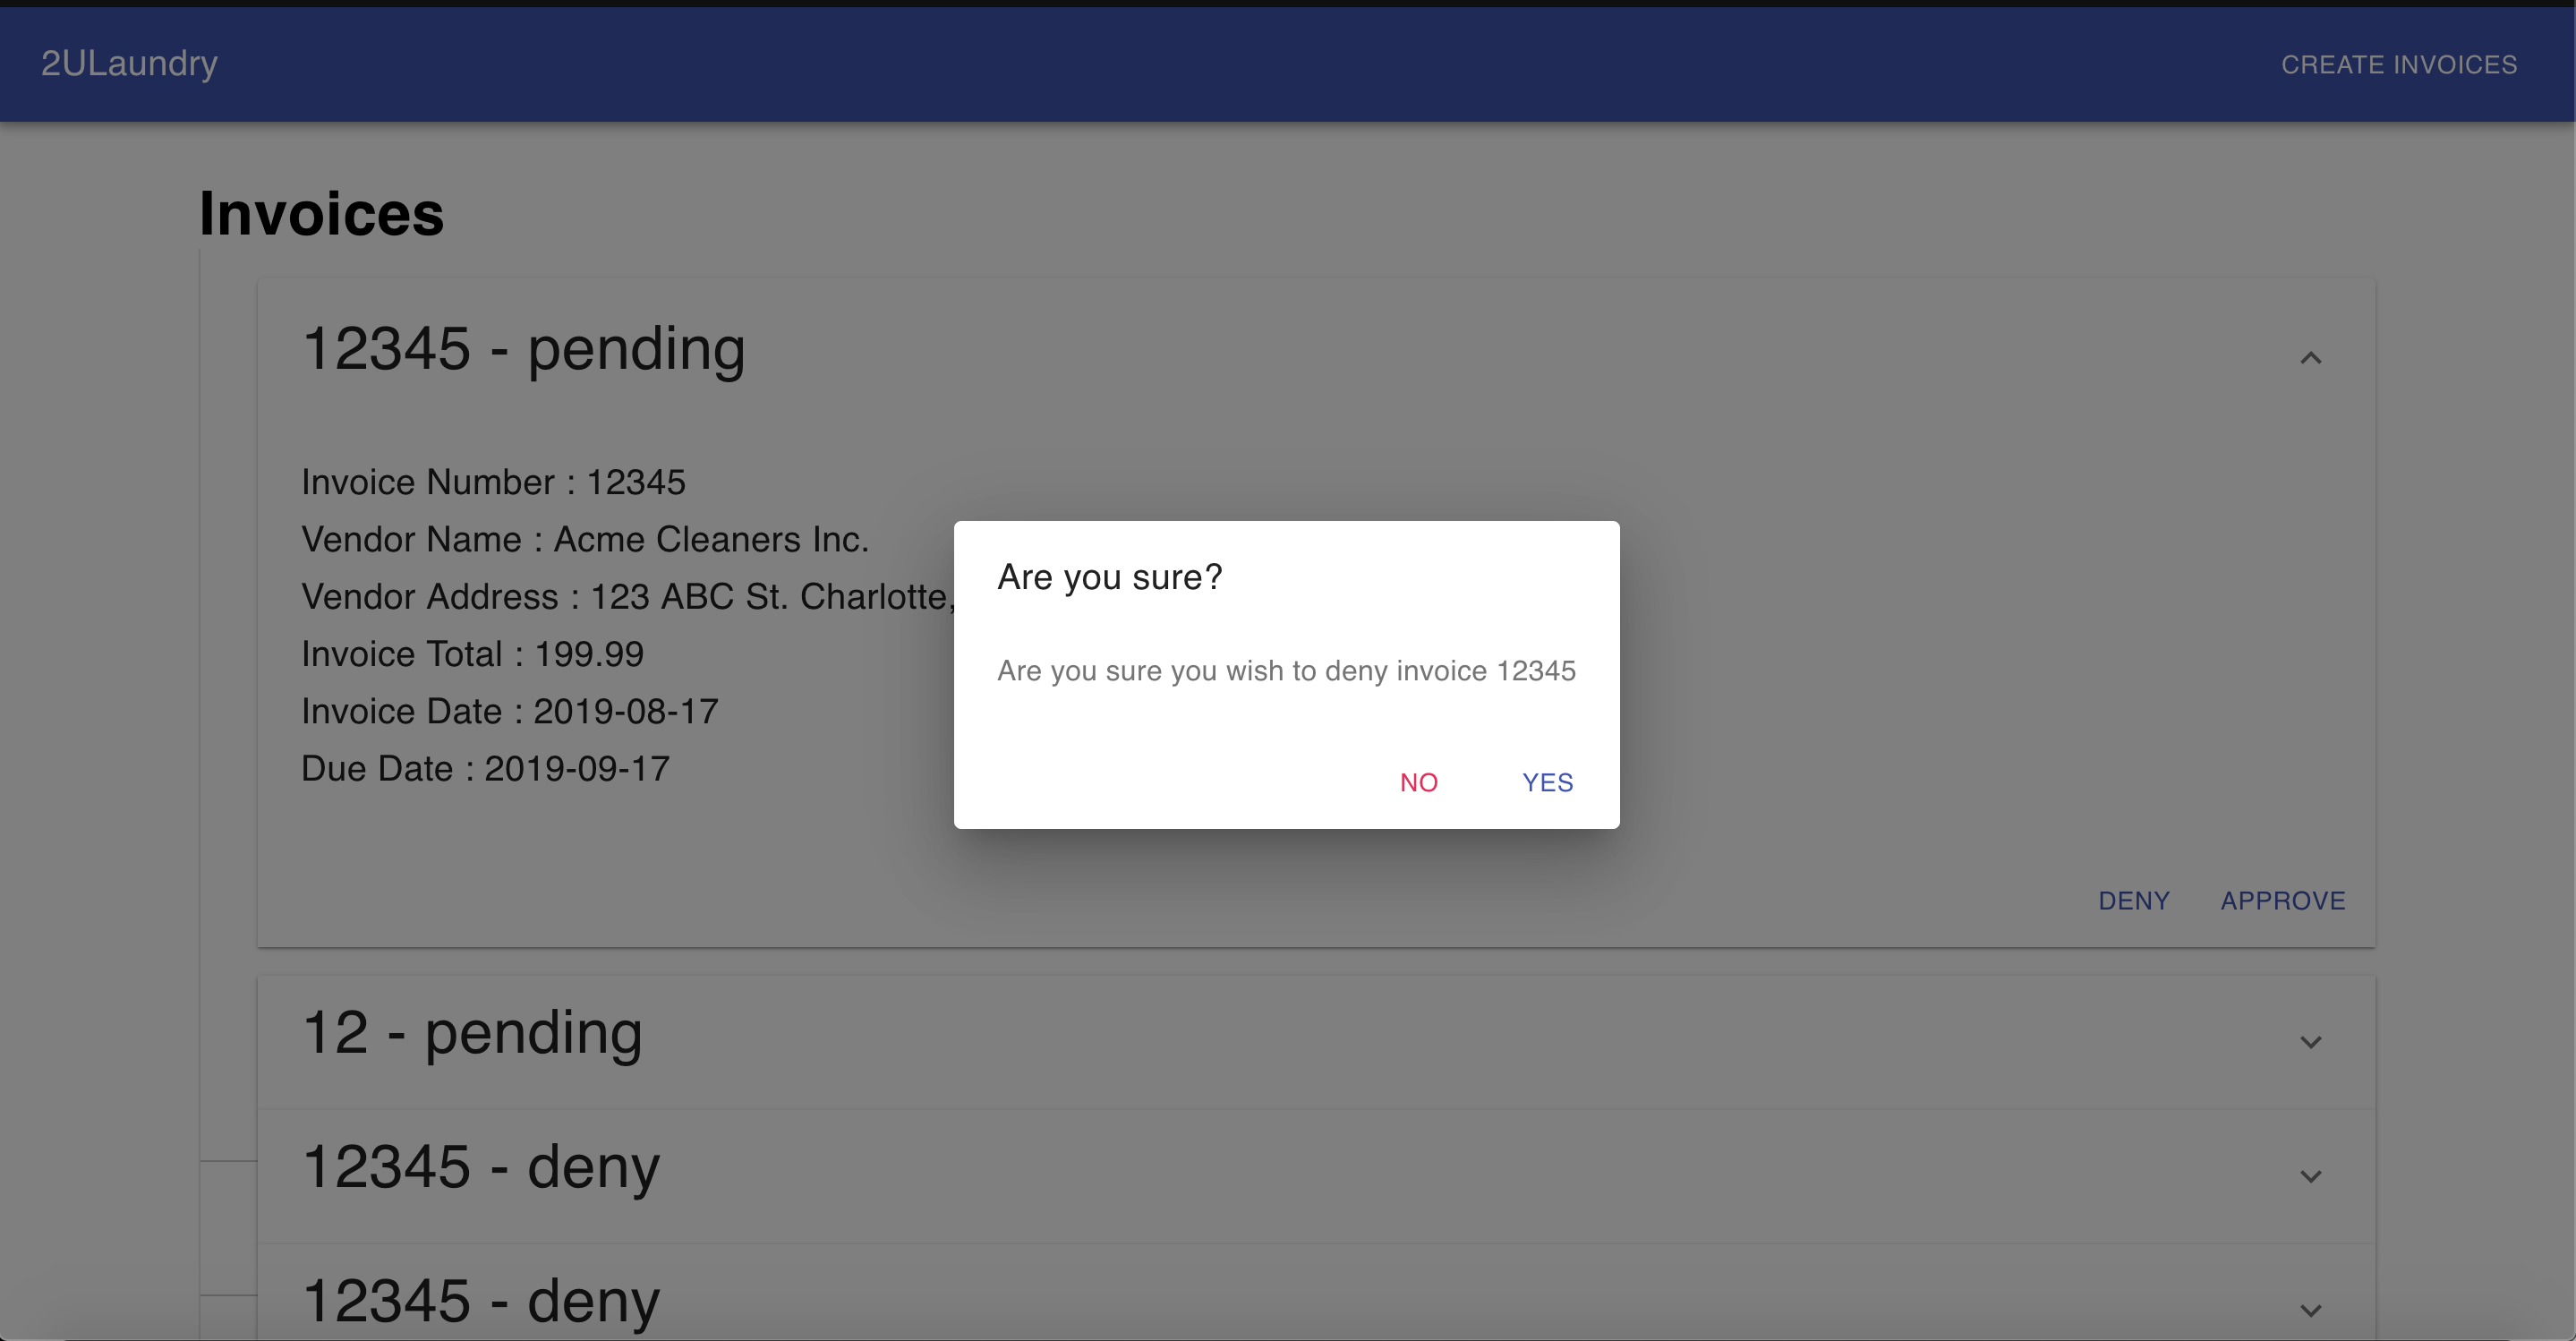 2ULaundry
CREATE INVOICES
Invoices
12345 - pending
Invoice Number : 12345
Vendor Name : Acme Cleaners Inc.
Vendor Address : 123 ABC St. Charlotte,
Invoice Total : 199.99
Invoice Date : 2019-08-17
Due Date : 2019-09-17
Are you sure?
Are you sure you wish to deny invoice 12345
NO
YES
DENY
APPROVE
12 - pending
12345 - deny
12345 - deny